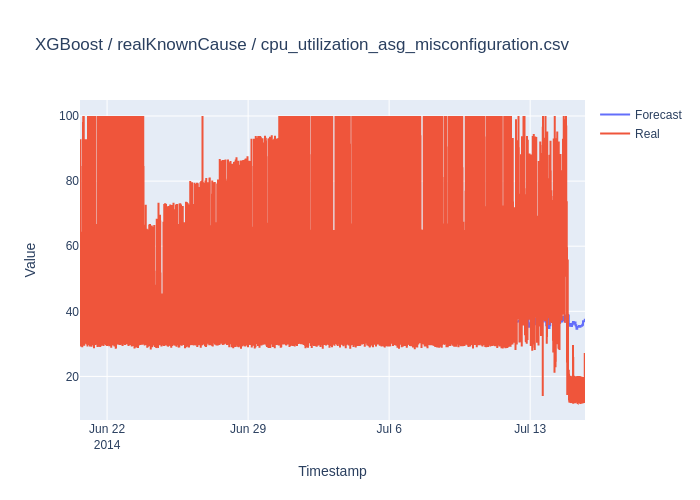 XGBoost / realKnownCause / cpu_utilization_asg_misconfiguration.csv
100
80
60
40
20
Value
Jun 22
2014
Jun 29
Jul 6
Jul 13
Timestamp
Forecast
Real